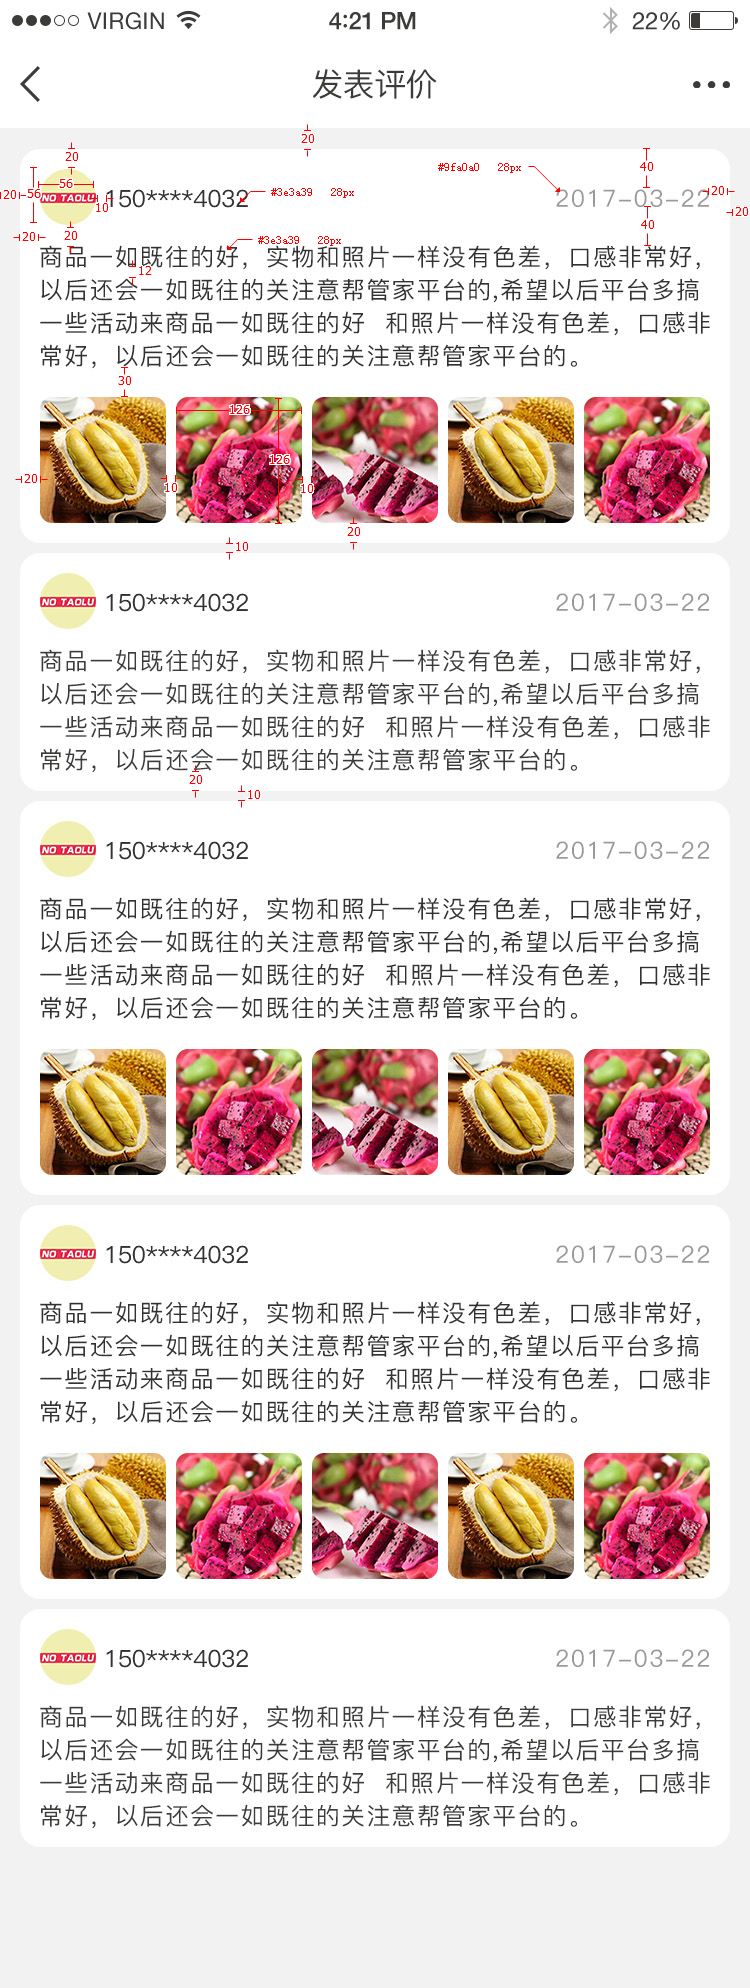 VIRGIN 4:21 PM 22%
发表评价
20
20 40
#9fa0a0 28px
56
20 56 NO TAOLU 10 150****4032 #3e3a39 28px 2017-03-22 20
20
20 20 40
#3e3a39 28px
商品一如既往的好，实物和照片一样没有色差，口感非常好，
12
以后还会一如既往的关注意帮管家平台的,希望以后平台多搞
一些活动来商品一如既往的好 和照片一样没有色差，口感非
常好，以后还会一如既往的关注意帮管家平台的。
30
126
126
20 10 10
20
10
NO TAOLU 150****4032 2017-03-22
商品一如既往的好，实物和照片一样没有色差，口感非常好，
以后还会一如既往的关注意帮管家平台的,希望以后平台多搞
一些活动来商品一如既往的好 和照片一样没有色差，口感非
常好，以后还会一如既往的关注意帮管家平台的。
20
10
NO TAOLU 150****4032 2017-03-22
商品一如既往的好，实物和照片一样没有色差，口感非常好，
以后还会一如既往的关注意帮管家平台的,希望以后平台多搞
一些活动来商品一如既往的好 和照片一样没有色差，口感非
常好，以后还会一如既往的关注意帮管家平台的。
NO TAOLU 150****4032 2017-03-22
商品一如既往的好，实物和照片一样没有色差，口感非常好，
以后还会一如既往的关注意帮管家平台的,希望以后平台多搞
一些活动来商品一如既往的好 和照片一样没有色差，口感非
常好，以后还会一如既往的关注意帮管家平台的。
NO TAOLU 150****4032 2017-03-22
商品一如既往的好，实物和照片一样没有色差，口感非常好，
以后还会一如既往的关注意帮管家平台的,希望以后平台多搞
一些活动来商品一如既往的好 和照片一样没有色差，口感非
常好，以后还会一如既往的关注意帮管家平台的。